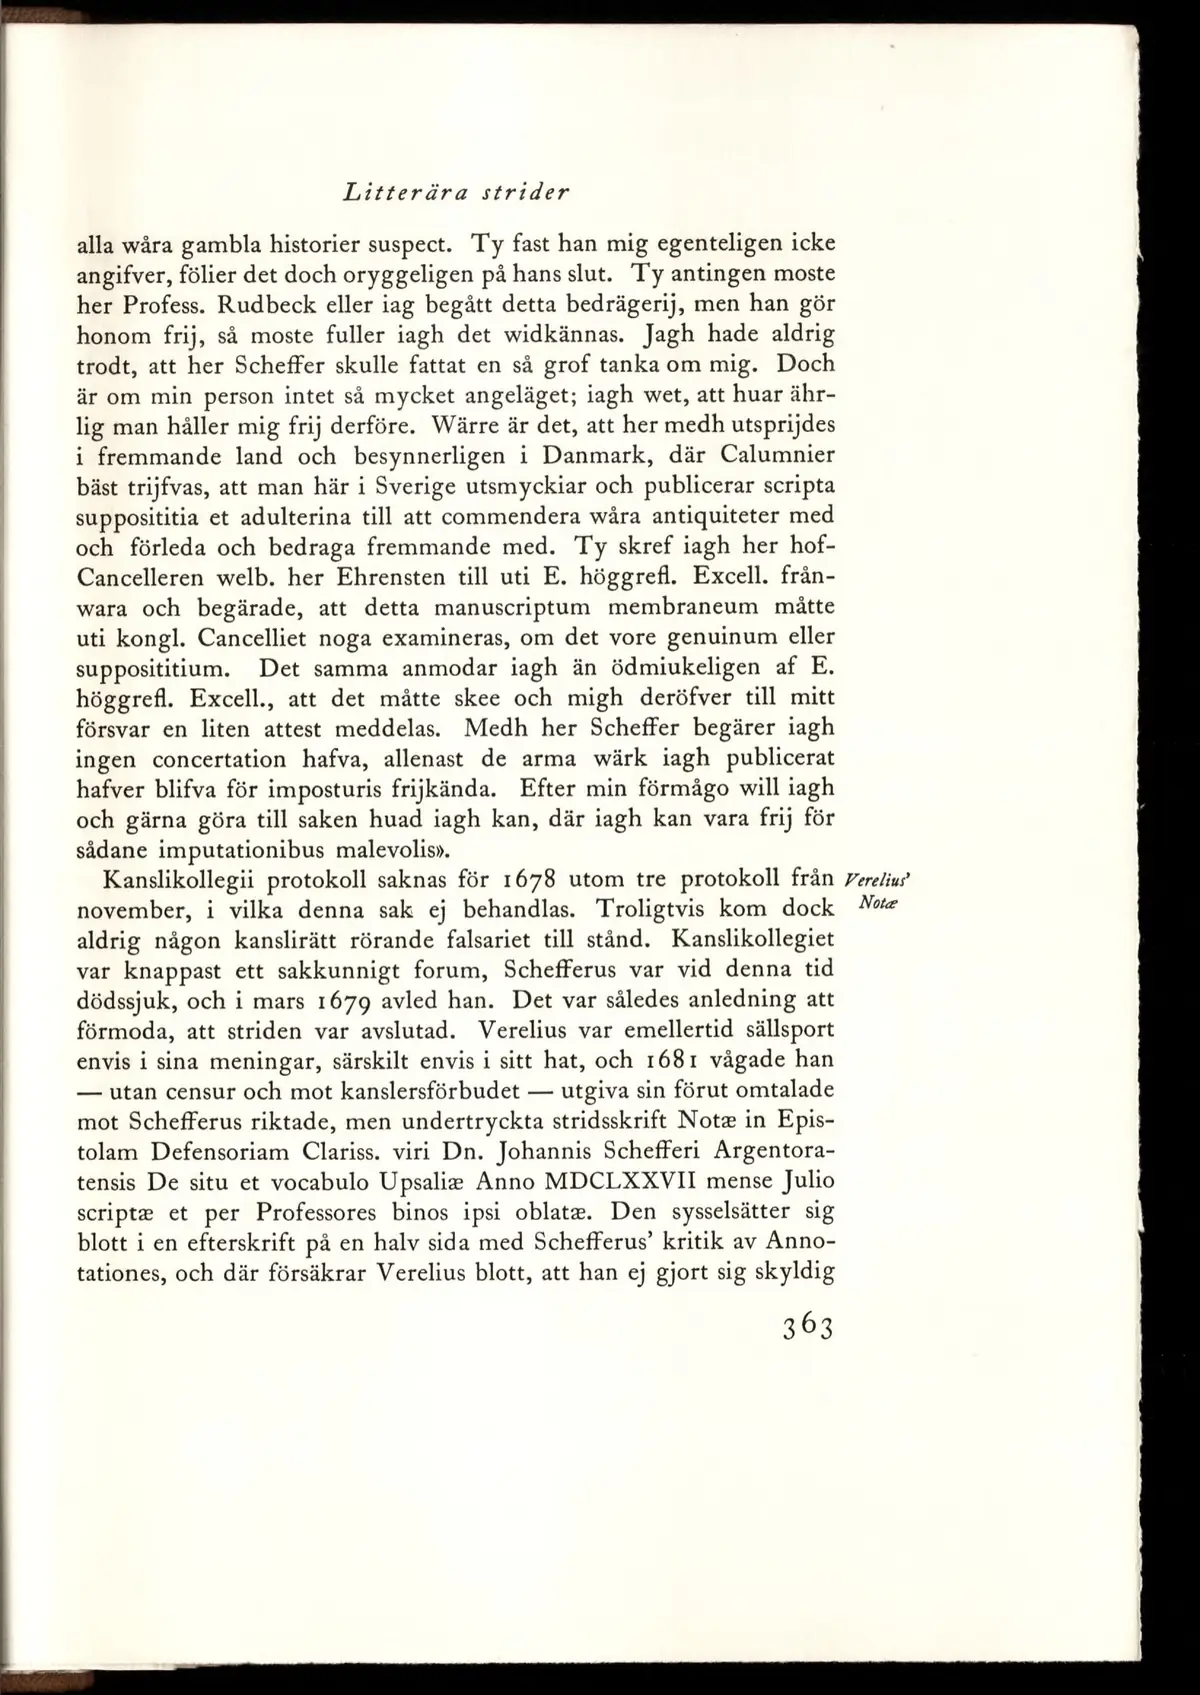 Litterära strider
alla wåra gambla historier suspect. Ty fast han mig egenteligen icke
angifver, fölier det doch oryggeligen på hans slut. Ty antingen moste
her Profess. Rudbeck eller iag begått detta bedrägerij, men han gör
honom frij, så moste fuller iagh det widkännas. Jagh hade aldrig
trodt, att her Scheffer skulle fattat en så grof tanka om mig. Doch
är om min person intet så mycket angeläget; iagh wet, att huar ähr-
lig man håller mig frij derföre. Wärre är det, att her medh utsprijdes
i fremmande land och besynnerligen i Danmark, där Calumnier
bäst trijfvas, att man här i Sverige utsmyckiar och publicerar scripta
supposititia et adulterina till att commendera wåra antiquiteter med
och förleda och bedraga fremmande med. Ty skref iagh her hof-
Cancelleren welb. her Ehrensten till uti E. höggrefl. Excell. från-
wara och begärade, att detta manuscriptum membraneum måtte
uti kongl. Cancelliet noga examineras, om det vore genuinum eller
supposititium. Det samma anmodar iagh än ödmiukeligen af E.
höggrefl. Excell., att det måtte skee och migh deröfver till mitt
försvar en liten attest meddelas. Medh her Scheffer begärer iagh
ingen concertation hafva, allenast de arma wärk iagh publicerat
hafver blifva för imposturis frijkända. Efter min förmågo will iagh
och gärna göra till saken huad iagh kan, där iagh kan vara frij för
sådane imputationibus malevolis».
Kanslikollegii protokoll saknas för 1678 utom tre protokoll från
november, i vilka denna sak ej behandlas. Troligtvis kom dock
aldrig någon kanslirätt rörande falsariet till stånd. Kanslikollegiet
var knappast ett sakkunnigt forum, Schefferus var vid denna tid
dödssjuk, och i mars 1679 avled han. Det var således anledning att
förmoda, att striden var avslutad. Verelius var emellertid sällsport
envis i sina meningar, särskilt envis i sitt hat, och 1681 vågade han
— utan censur och mot kanslersförbudet — utgiva sin förut omtalade
mot Schefferus riktade, men undertryckta stridsskrift Notæ in Epis-
tolam Defensoriam Clariss. viri Dn. Johannis Schefferi Argentora-
tensis De situ et vocabulo Upsaliæ Anno MDCLXXVII mense Julio
scriptæ et per Professores binos ipsi oblatæ. Den sysselsätter sig
blott i en efterskrift på en halv sida med Schefferus’ kritik av Anno-
tationes, och där försäkrar Verelius blott, att han ej gjort sig skyldig
Verelius’
Notæ
363